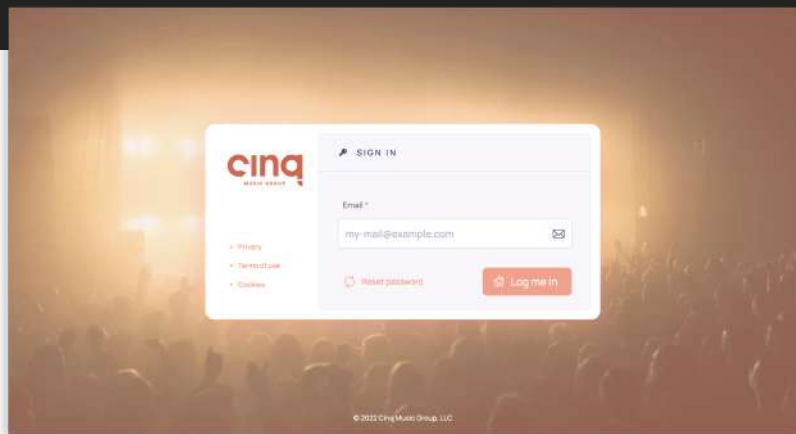 cinq
MUSIC GROUP
SIGN IN
Email *
my-mail@example.com
Privacy
Terms of use
Cookies
Reset password
Log me in
© 2022 Cinq Music Group, LLC